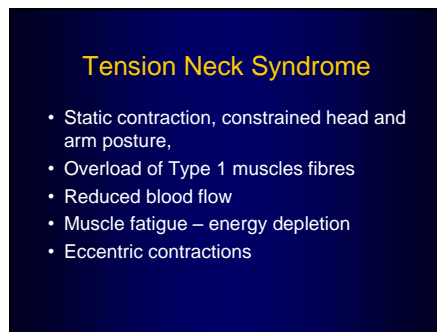 Tension Neck Syndrome
• Static contraction, constrained head and
arm posture,
• Overload of Type 1 muscles fibres
• Reduced blood flow
• Muscle fatigue – energy depletion
• Eccentric contractions